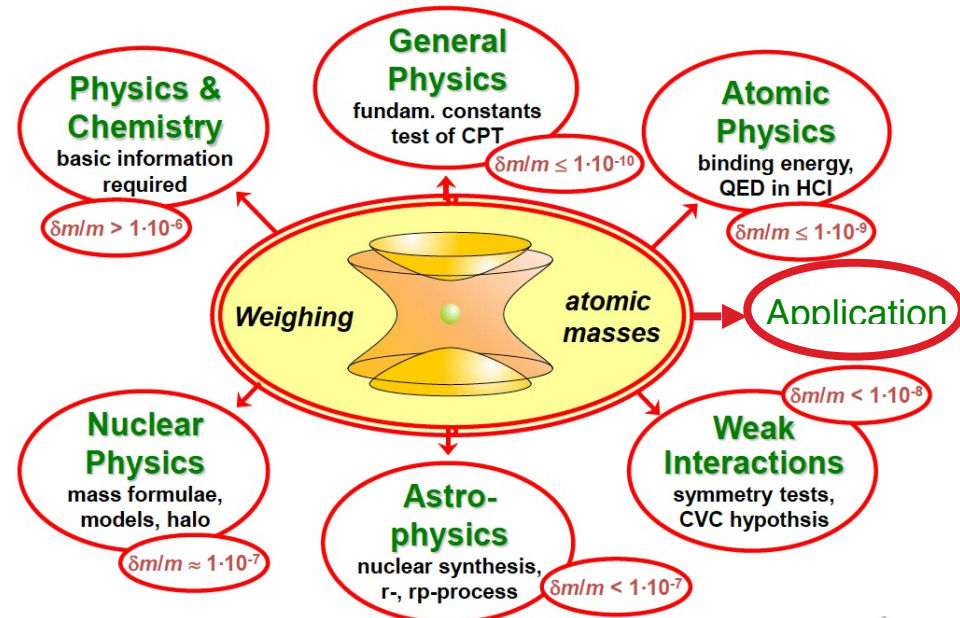 General
Physics
fundam. constants
test of CPT
δm/m ≤ 1·10⁻¹⁰
Physics &
Chemistry
basic information
required
δm/m > 1·10⁻⁶
Atomic
Physics
binding energy,
QED in HCI
δm/m ≤ 1·10⁻⁹
Weighing
atomic
masses
Application
Nuclear
Physics
mass formulae,
models, halo
δm/m ≈ 1·10⁻⁷
Astro-
physics
nuclear synthesis,
r-, rp-process
δm/m < 1·10⁻⁷
δm/m < 1·10⁻⁸
Weak
Interactions
symmetry tests,
CVC hypothsis